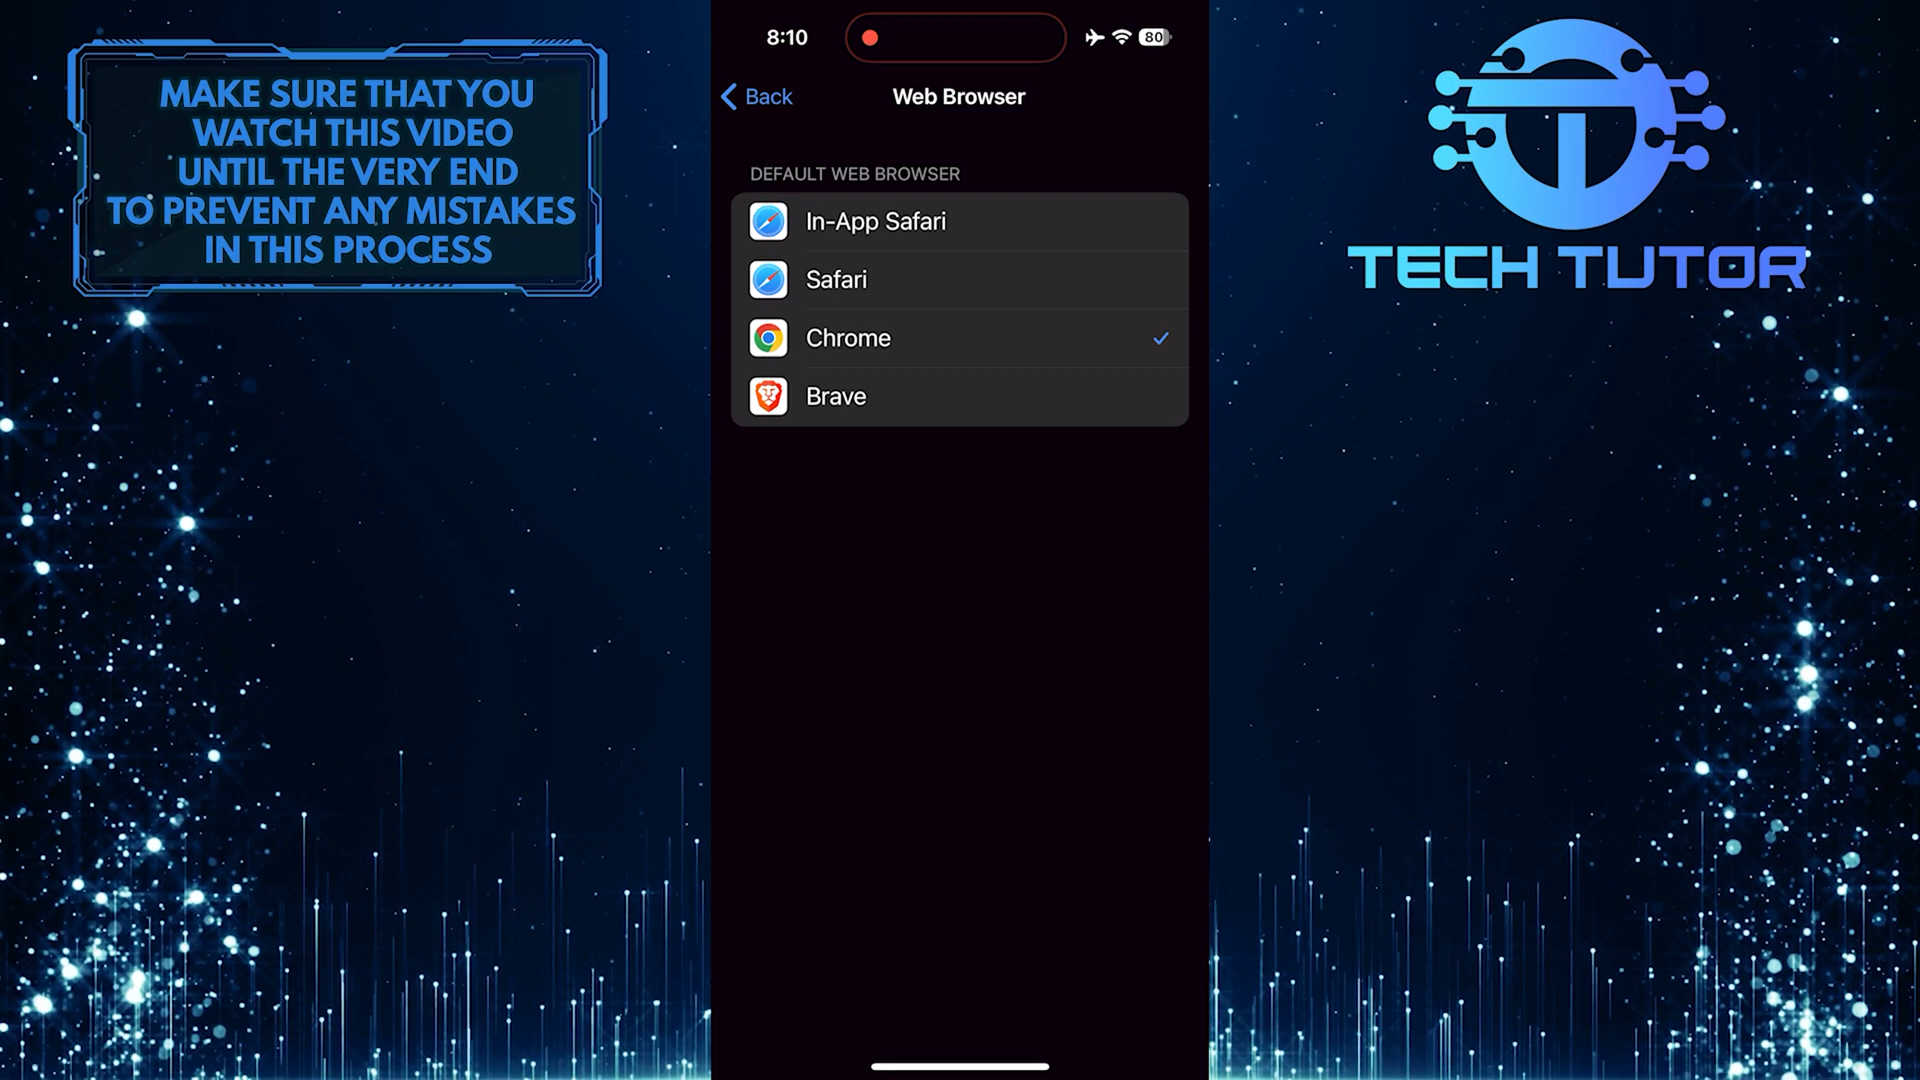 MAKE SURE THAT YOU
WATCH THIS VIDEO
UNTIL THE VERY END
TO PREVENT ANY MISTAKES
IN THIS PROCESS
8:10
80
Back
Web Browser
DEFAULT WEB BROWSER
In-App Safari
Safari
Chrome
Brave
TECH TUTOR